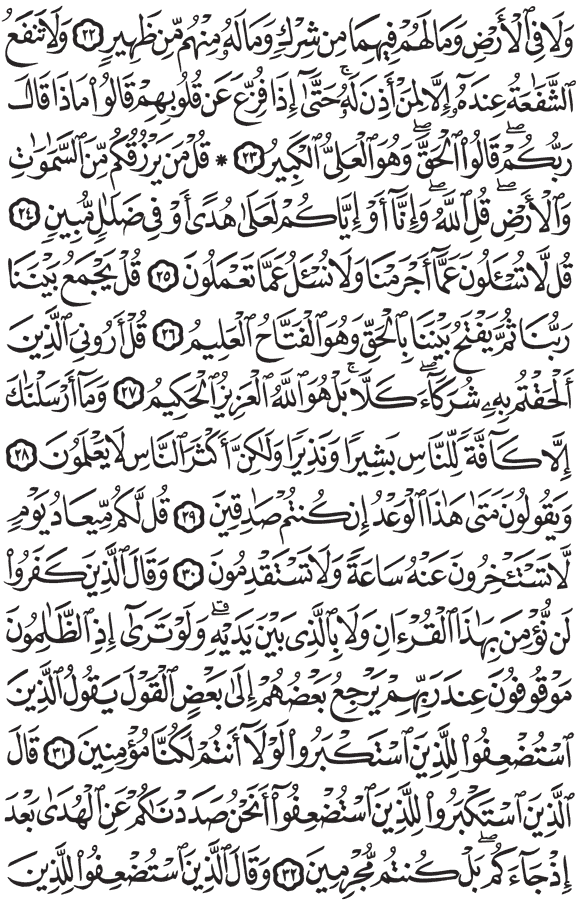 وَلَا فِى ٱلْأَرْضِ وَمَا لَهُمْ فِيهِمَا مِن شِرْكٍ وَمَا لَهُۥ مِنْهُم مِّن ظَهِيرٍ ٢٢ وَلَا تَنفَعُ
ٱلشَّفَٰعَةُ عِندَهُۥٓ إِلَّا لِمَنْ أَذِنَ لَهُۥ ۚ حَتَّىٰٓ إِذَا فُزِّعَ عَن قُلُوبِهِمْ قَالُوا۟ مَاذَا قَالَ
رَبُّكُمْ ۖ قَالُوا۟ ٱلْحَقَّ ۖ وَهُوَ ٱلْعَلِىُّ ٱلْكَبِيرُ ٢٣ * قُلْ مَن يَرْزُقُكُم مِّنَ ٱلسَّمَٰوَٰتِ
وَٱلْأَرْضِ ۖ قُلِ ٱللَّهُ ۖ وَإِنَّآ أَوْ إِيَّاكُمْ لَعَلَىٰ هُدًى أَوْ فِى ضَلَٰلٍ مُّبِينٍ ٢٤
قُل لَّا تُسْـَٔلُونَ عَمَّآ أَجْرَمْنَا وَلَا نُسْـَٔلُ عَمَّا تَعْمَلُونَ ٢٥ قُلْ يَجْمَعُ بَيْنَنَا
رَبُّنَا ثُمَّ يَفْتَحُ بَيْنَنَا بِٱلْحَقِّ وَهُوَ ٱلْفَتَّاحُ ٱلْعَلِيمُ ٢٦ قُلْ أَرُونِىَ ٱلَّذِينَ
أَلْحَقْتُم بِهِۦ شُرَكَآءَ ۖ كَلَّا ۚ بَلْ هُوَ ٱللَّهُ ٱلْعَزِيزُ ٱلْحَكِيمُ ٢٧ وَمَآ أَرْسَلْنَٰكَ
إِلَّا كَآفَّةً لِّلنَّاسِ بَشِيرًا وَنَذِيرًا وَلَٰكِنَّ أَكْثَرَ ٱلنَّاسِ لَا يَعْلَمُونَ ٢٨
وَيَقُولُونَ مَتَىٰ هَٰذَا ٱلْوَعْدُ إِن كُنتُمْ صَٰدِقِينَ ٢٩ قُل لَّكُم مِّيعَادُ يَوْمٍ
لَّا تَسْتَـْٔخِرُونَ عَنْهُ سَاعَةً وَلَا تَسْتَقْدِمُونَ ٣٠ وَقَالَ ٱلَّذِينَ كَفَرُوا۟
لَن نُّؤْمِنَ بِهَٰذَا ٱلْقُرْءَانِ وَلَا بِٱلَّذِى بَيْنَ يَدَيْهِ ۗ وَلَوْ تَرَىٰٓ إِذِ ٱلظَّٰلِمُونَ
مَوْقُوفُونَ عِندَ رَبِّهِمْ يَرْجِعُ بَعْضُهُمْ إِلَىٰ بَعْضٍ ٱلْقَوْلَ يَقُولُ ٱلَّذِينَ
ٱسْتُضْعِفُوا۟ لِلَّذِينَ ٱسْتَكْبَرُوا۟ لَوْلَآ أَنتُمْ لَكُنَّا مُؤْمِنِينَ ٣١ قَالَ
ٱلَّذِينَ ٱسْتَكْبَرُوا۟ لِلَّذِينَ ٱسْتُضْعِفُوٓا۟ أَنَحْنُ صَدَدْنَٰكُمْ عَنِ ٱلْهُدَىٰ بَعْدَ
إِذْ جَآءَكُم ۖ بَلْ كُنتُم مُّجْرِمِينَ ٣٢ وَقَالَ ٱلَّذِينَ ٱسْتُضْعِفُوا۟ لِلَّذِينَ